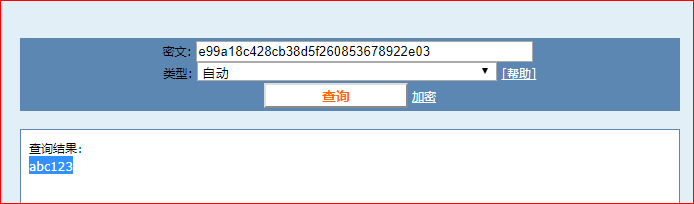 密文: e99a18c428cb38d5f260853678922e03
类型: 自动 ▼ [帮助]
查询 加密
查询结果:
abc123